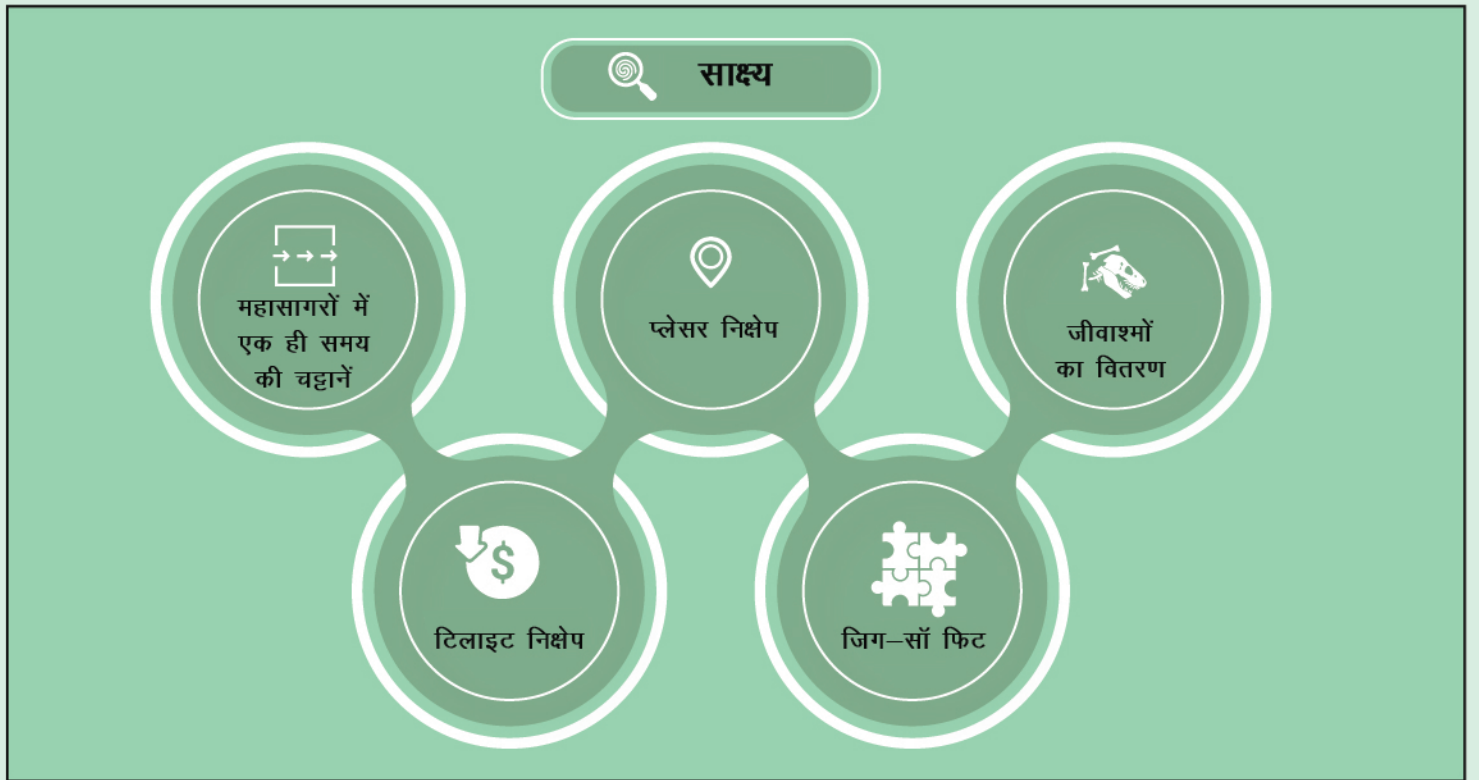 साक्ष्य
महासागरों में
एक ही समय
की चट्टानें
प्लेसर निक्षेप
जीवाश्मों
का वितरण
$
टिलाइट निक्षेप
जिग–सॉ फिट